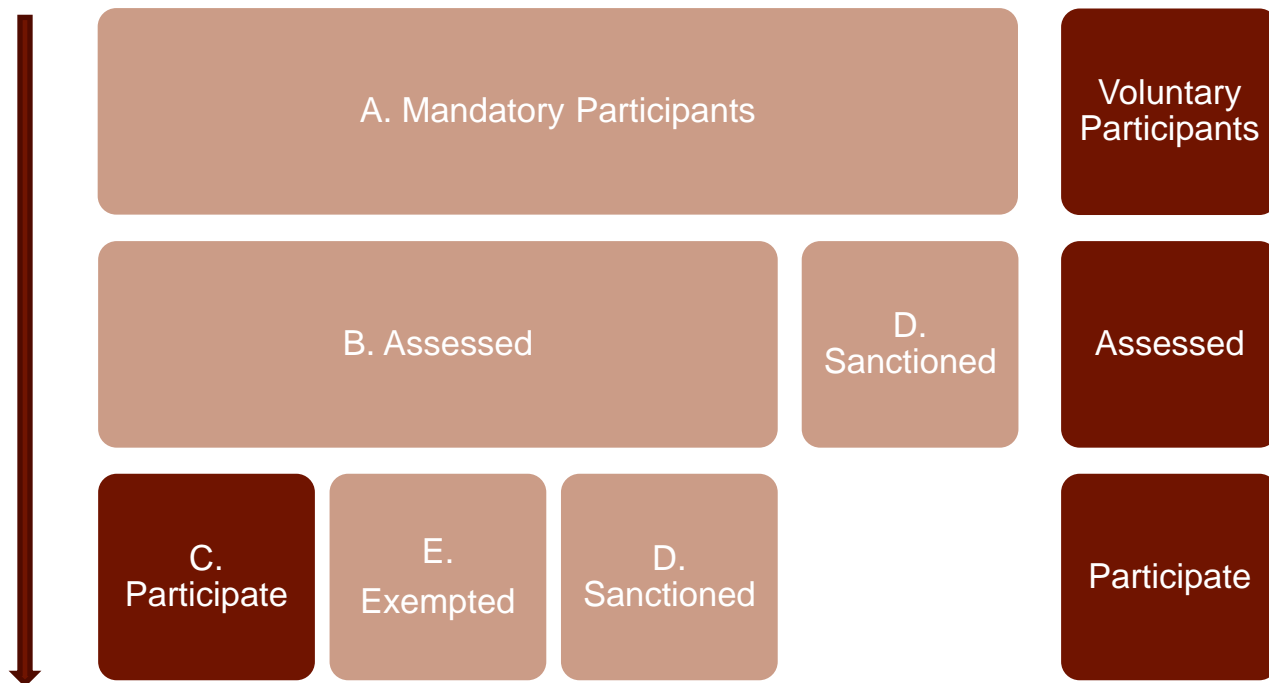 A. Mandatory Participants
Voluntary
Participants
B. Assessed
D.
Sanctioned
Assessed
C.
Participate
E.
Exempted
D.
Sanctioned
Participate